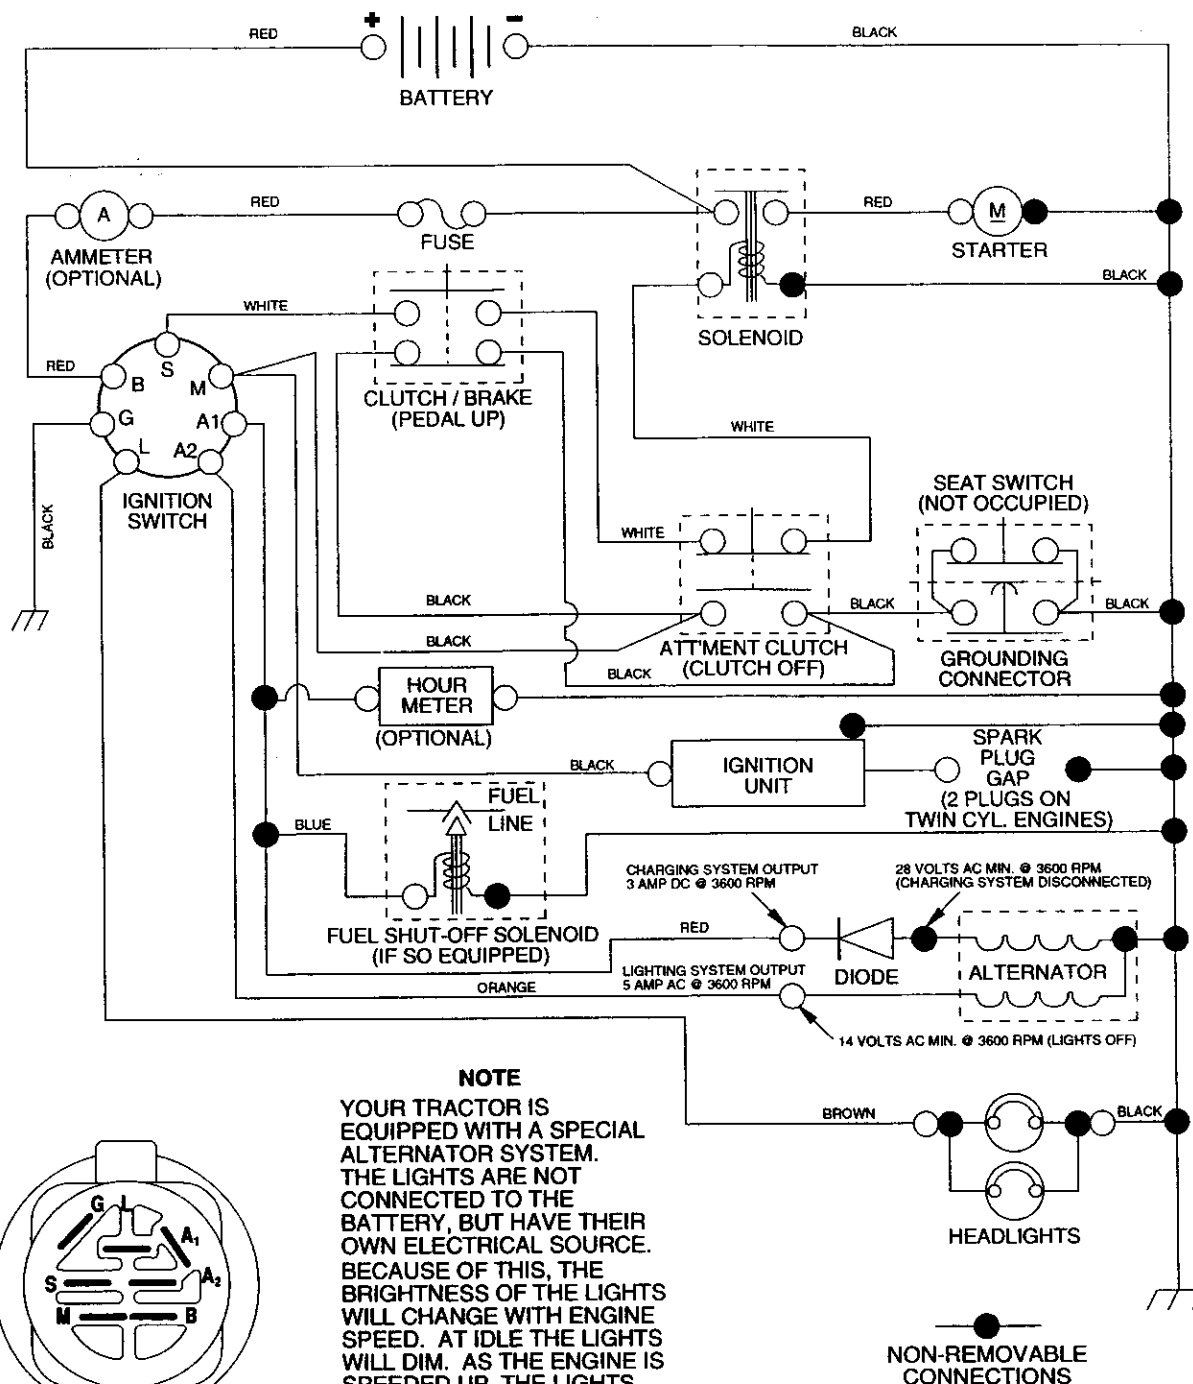 +
-
RED
BLACK
BATTERY
A
RED
FUSE
RED
M
AMMETER
(OPTIONAL)
STARTER
BLACK
WHITE
SOLENOID
RED
S
B
M
G
A1
L
A2
CLUTCH / BRAKE
(PEDAL UP)
WHITE
IGNITION
SWITCH
BLACK
SEAT SWITCH
(NOT OCCUPIED)
WHITE
BLACK
BLACK
BLACK
BLACK
ATT'MENT CLUTCH
(CLUTCH OFF)
BLACK
GROUNDING
CONNECTOR
HOUR
METER
(OPTIONAL)
BLACK
IGNITION
UNIT
SPARK
PLUG
GAP
(2 PLUGS ON
TWIN CYL. ENGINES)
FUEL
LINE
BLUE
FUEL SHUT-OFF SOLENOID
(IF SO EQUIPPED)
CHARGING SYSTEM OUTPUT
3 AMP DC @ 3600 RPM
28 VOLTS AC MIN. @ 3600 RPM
(CHARGING SYSTEM DISCONNECTED)
RED
DIODE
ALTERNATOR
LIGHTING SYSTEM OUTPUT
5 AMP AC @ 3600 RPM
ORANGE
14 VOLTS AC MIN. @ 3600 RPM (LIGHTS OFF)
BROWN
BLACK
HEADLIGHTS
NOTE
YOUR TRACTOR IS
EQUIPPED WITH A SPECIAL
ALTERNATOR SYSTEM.
THE LIGHTS ARE NOT
CONNECTED TO THE
BATTERY, BUT HAVE THEIR
OWN ELECTRICAL SOURCE.
BECAUSE OF THIS, THE
BRIGHTNESS OF THE LIGHTS
WILL CHANGE WITH ENGINE
SPEED. AT IDLE THE LIGHTS
WILL DIM. AS THE ENGINE IS
SPEEDED UP, THE LIGHTS
G
L
A1
A2
S
M
B
NON-REMOVABLE
CONNECTIONS